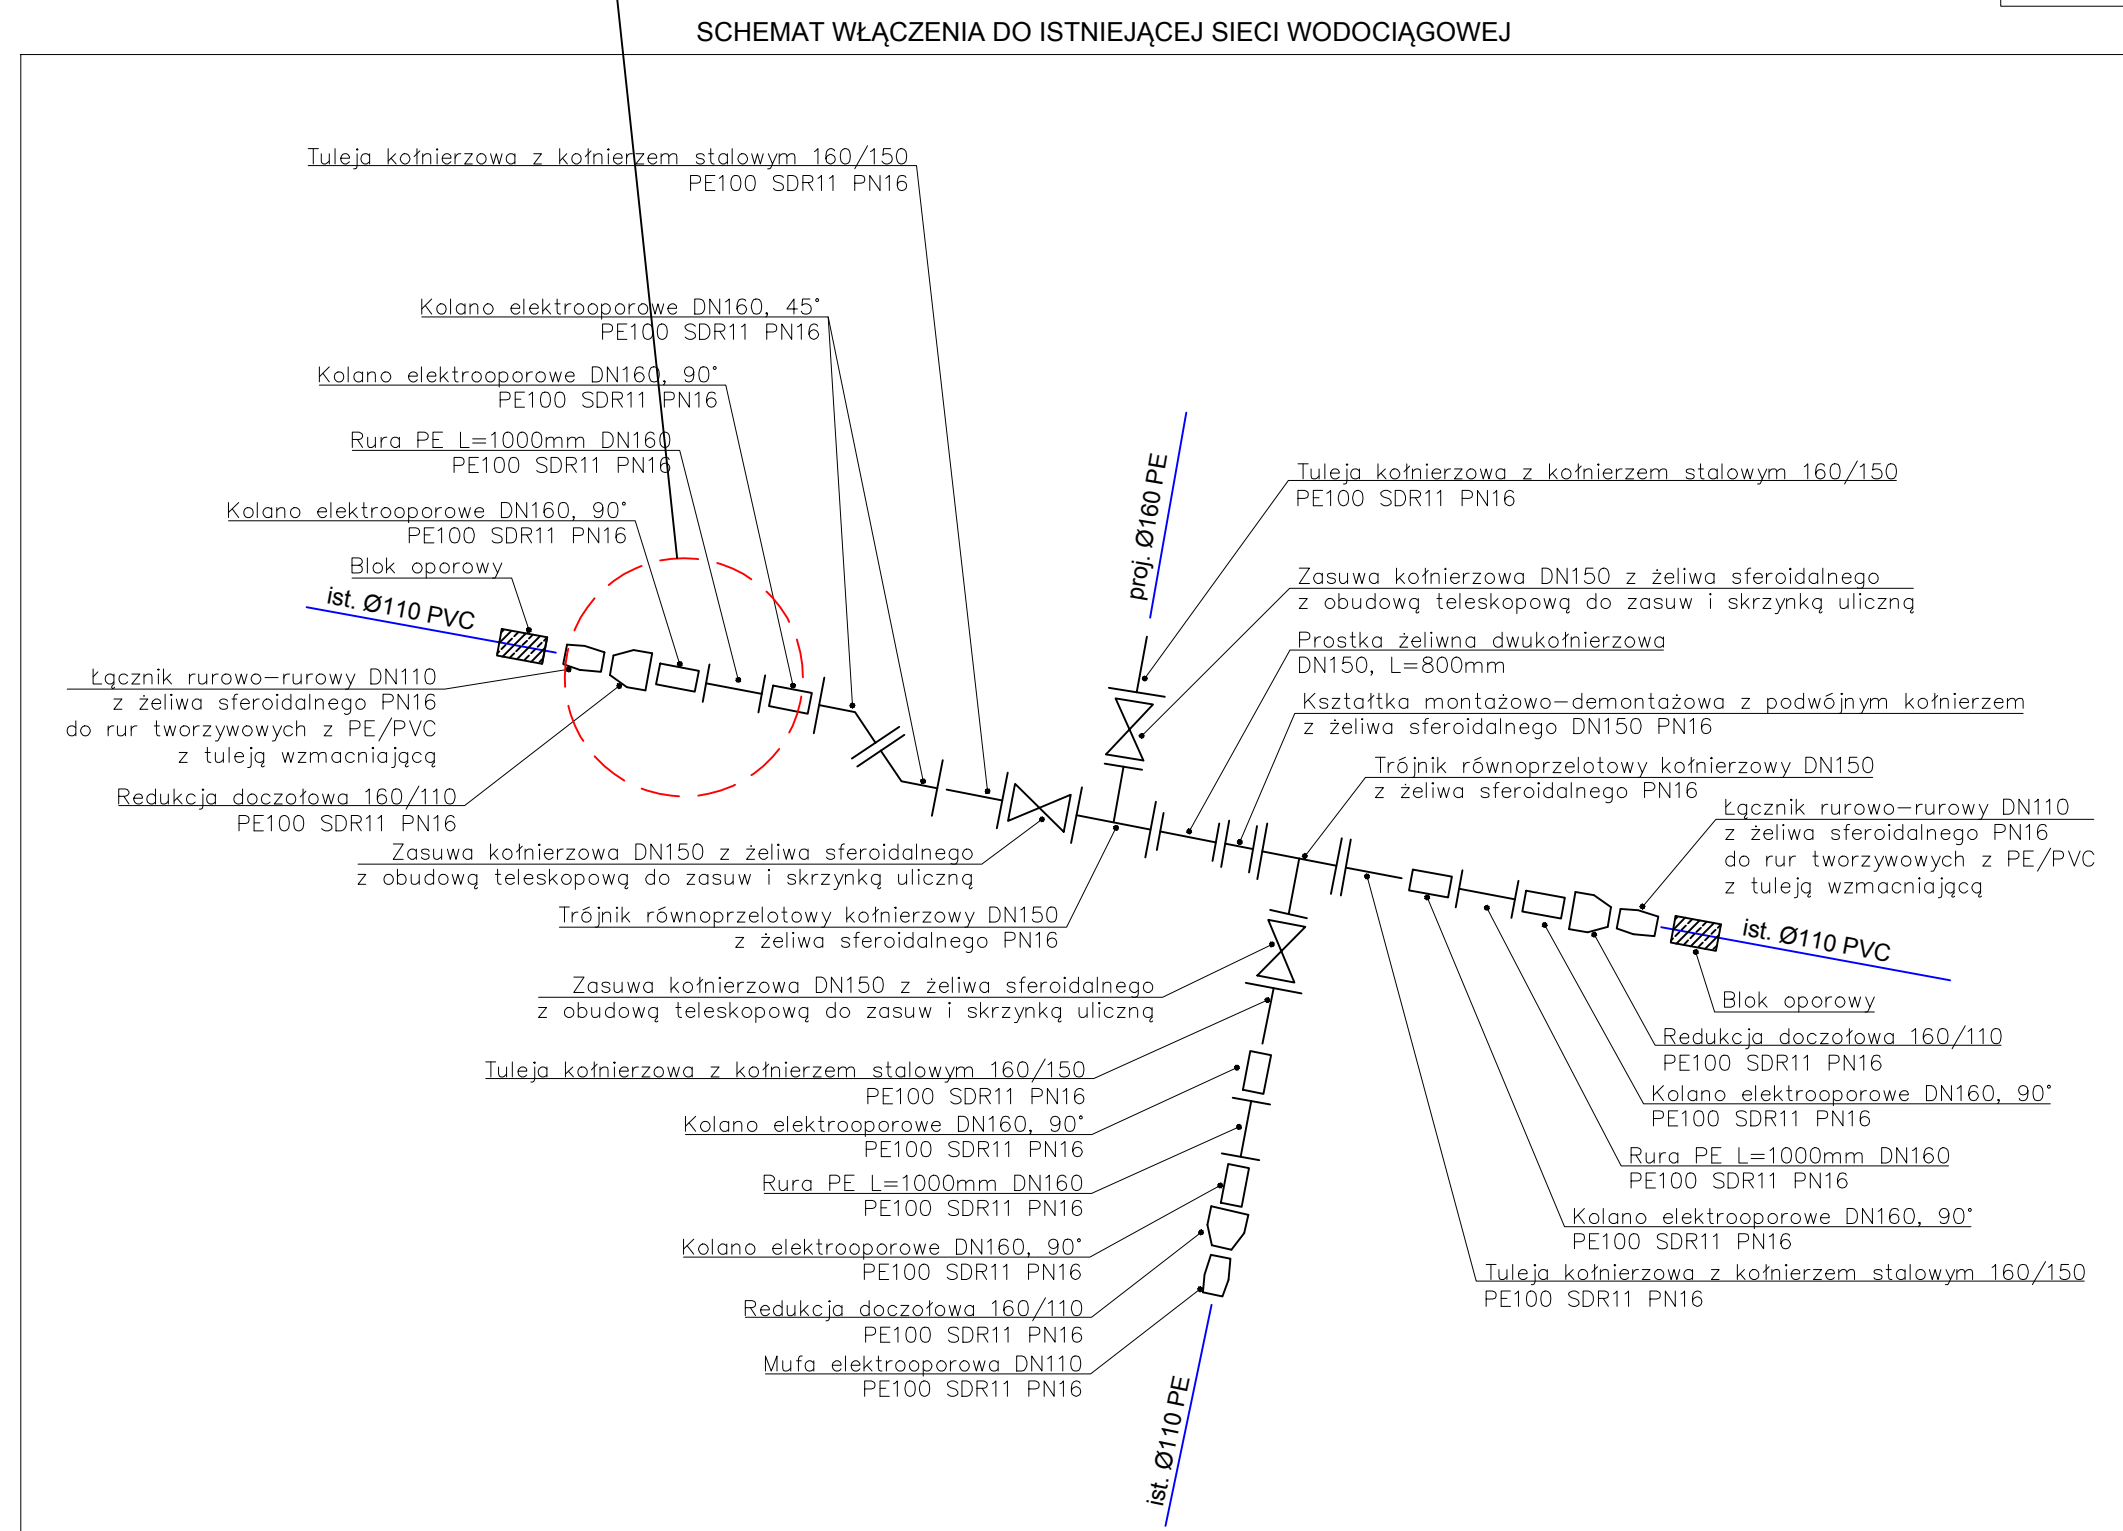 SCHEMAT WŁĄCZENIA DO ISTNIEJĄCEJ SIECI WODOCIĄGOWEJ
Tuleja kołnierzowa z kołnierzem stalowym 160/150
PE100 SDR11 PN16
Kolano elektrooporowe DN160, 45°
PE100 SDR11 PN16
Kolano elektrooporowe DN160, 90°
PE100 SDR11 PN16
Rura PE L=1000mm DN160
PE100 SDR11 PN16
Kolano elektrooporowe DN160, 90°
PE100 SDR11 PN16
Blok oporowy
ist. Ø110 PVC
Łącznik rurowo-rurowy DN110
z żeliwa sferoidalnego PN16
do rur tworzywowych z PE/PVC
z tuleją wzmacniającą
Redukcja doczołowa 160/110
PE100 SDR11 PN16
Zasuwa kołnierzowa DN150 z żeliwa sferoidalnego
z obudową teleskopową do zasuw i skrzynką uliczną
Trójnik równoprzelotowy kołnierzowy DN150
z żeliwa sferoidalnego PN16
Zasuwa kołnierzowa DN150 z żeliwa sferoidalnego
z obudową teleskopową do zasuw i skrzynką uliczną
Tuleja kołnierzowa z kołnierzem stalowym 160/150
PE100 SDR11 PN16
Kolano elektrooporowe DN160, 90°
PE100 SDR11 PN16
Rura PE L=1000mm DN160
PE100 SDR11 PN16
Kolano elektrooporowe DN160, 90°
PE100 SDR11 PN16
Redukcja doczołowa 160/110
PE100 SDR11 PN16
Mufa elektrooporowa DN110
PE100 SDR11 PN16
ist. Ø110 PE
proj. Ø160 PE
Tuleja kołnierzowa z kołnierzem stalowym 160/150
PE100 SDR11 PN16
Zasuwa kołnierzowa DN150 z żeliwa sferoidalnego
z obudową teleskopową do zasuw i skrzynką uliczną
Prostka żeliwna dwukołnierzowa
DN150, L=800mm
Kształtka montażowo-demontażowa z podwójnym kołnierzem
z żeliwa sferoidalnego DN150 PN16
Trójnik równoprzelotowy kołnierzowy DN150
z żeliwa sferoidalnego PN16
Łącznik rurowo-rurowy DN110
z żeliwa sferoidalnego PN16
do rur tworzywowych z PE/PVC
z tuleją wzmacniającą
ist. Ø110 PVC
Blok oporowy
Redukcja doczołowa 160/110
PE100 SDR11 PN16
Kolano elektrooporowe DN160, 90°
PE100 SDR11 PN16
Rura PE L=1000mm DN160
PE100 SDR11 PN16
Kolano elektrooporowe DN160, 90°
PE100 SDR11 PN16
Tuleja kołnierzowa z kołnierzem stalowym 160/150
PE100 SDR11 PN16